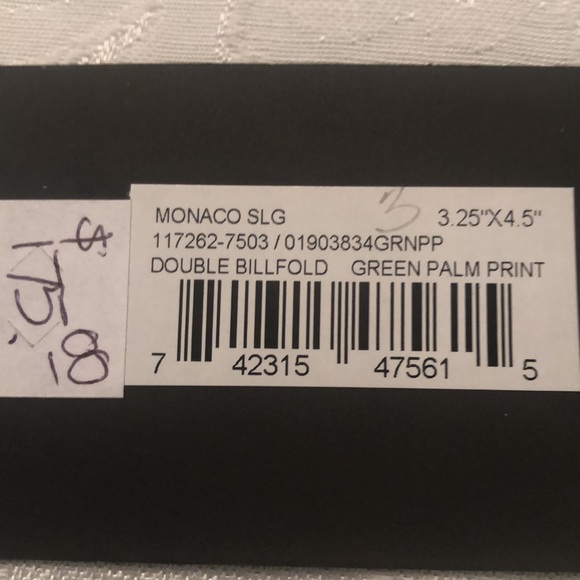 MONACO SLG 3 3.25"X4.5"
117262-7503 / 01903834GRNPP
DOUBLE BILLFOLD GREEN PALM PRINT
7 42315 47561 5
$
175.